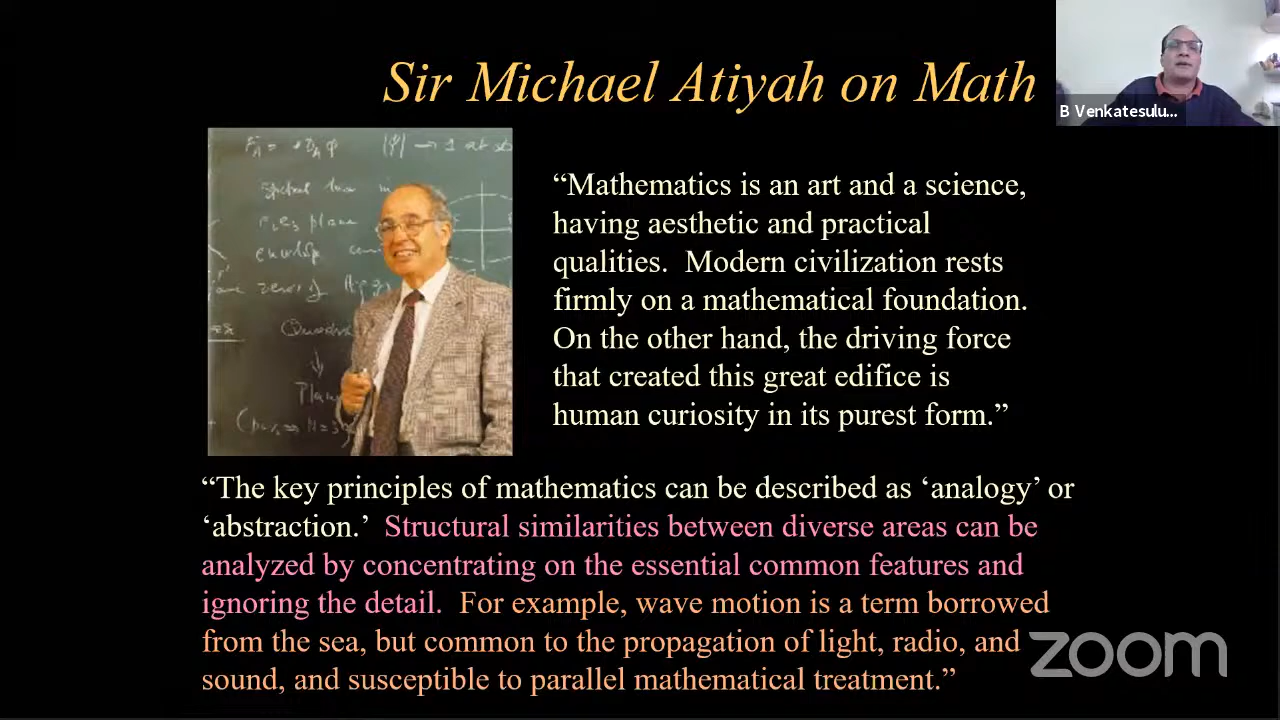 Sir Michael Atiyah on Math
B Venkatesulu...
“Mathematics is an art and a science,
having aesthetic and practical
qualities.  Modern civilization rests
firmly on a mathematical foundation.
On the other hand, the driving force
that created this great edifice is
human curiosity in its purest form.”
“The key principles of mathematics can be described as ‘analogy’ or
‘abstraction.’  Structural similarities between diverse areas can be
analyzed by concentrating on the essential common features and
ignoring the detail.  For example, wave motion is a term borrowed
from the sea, but common to the propagation of light, radio, and
sound, and susceptible to parallel mathematical treatment.”
zoom